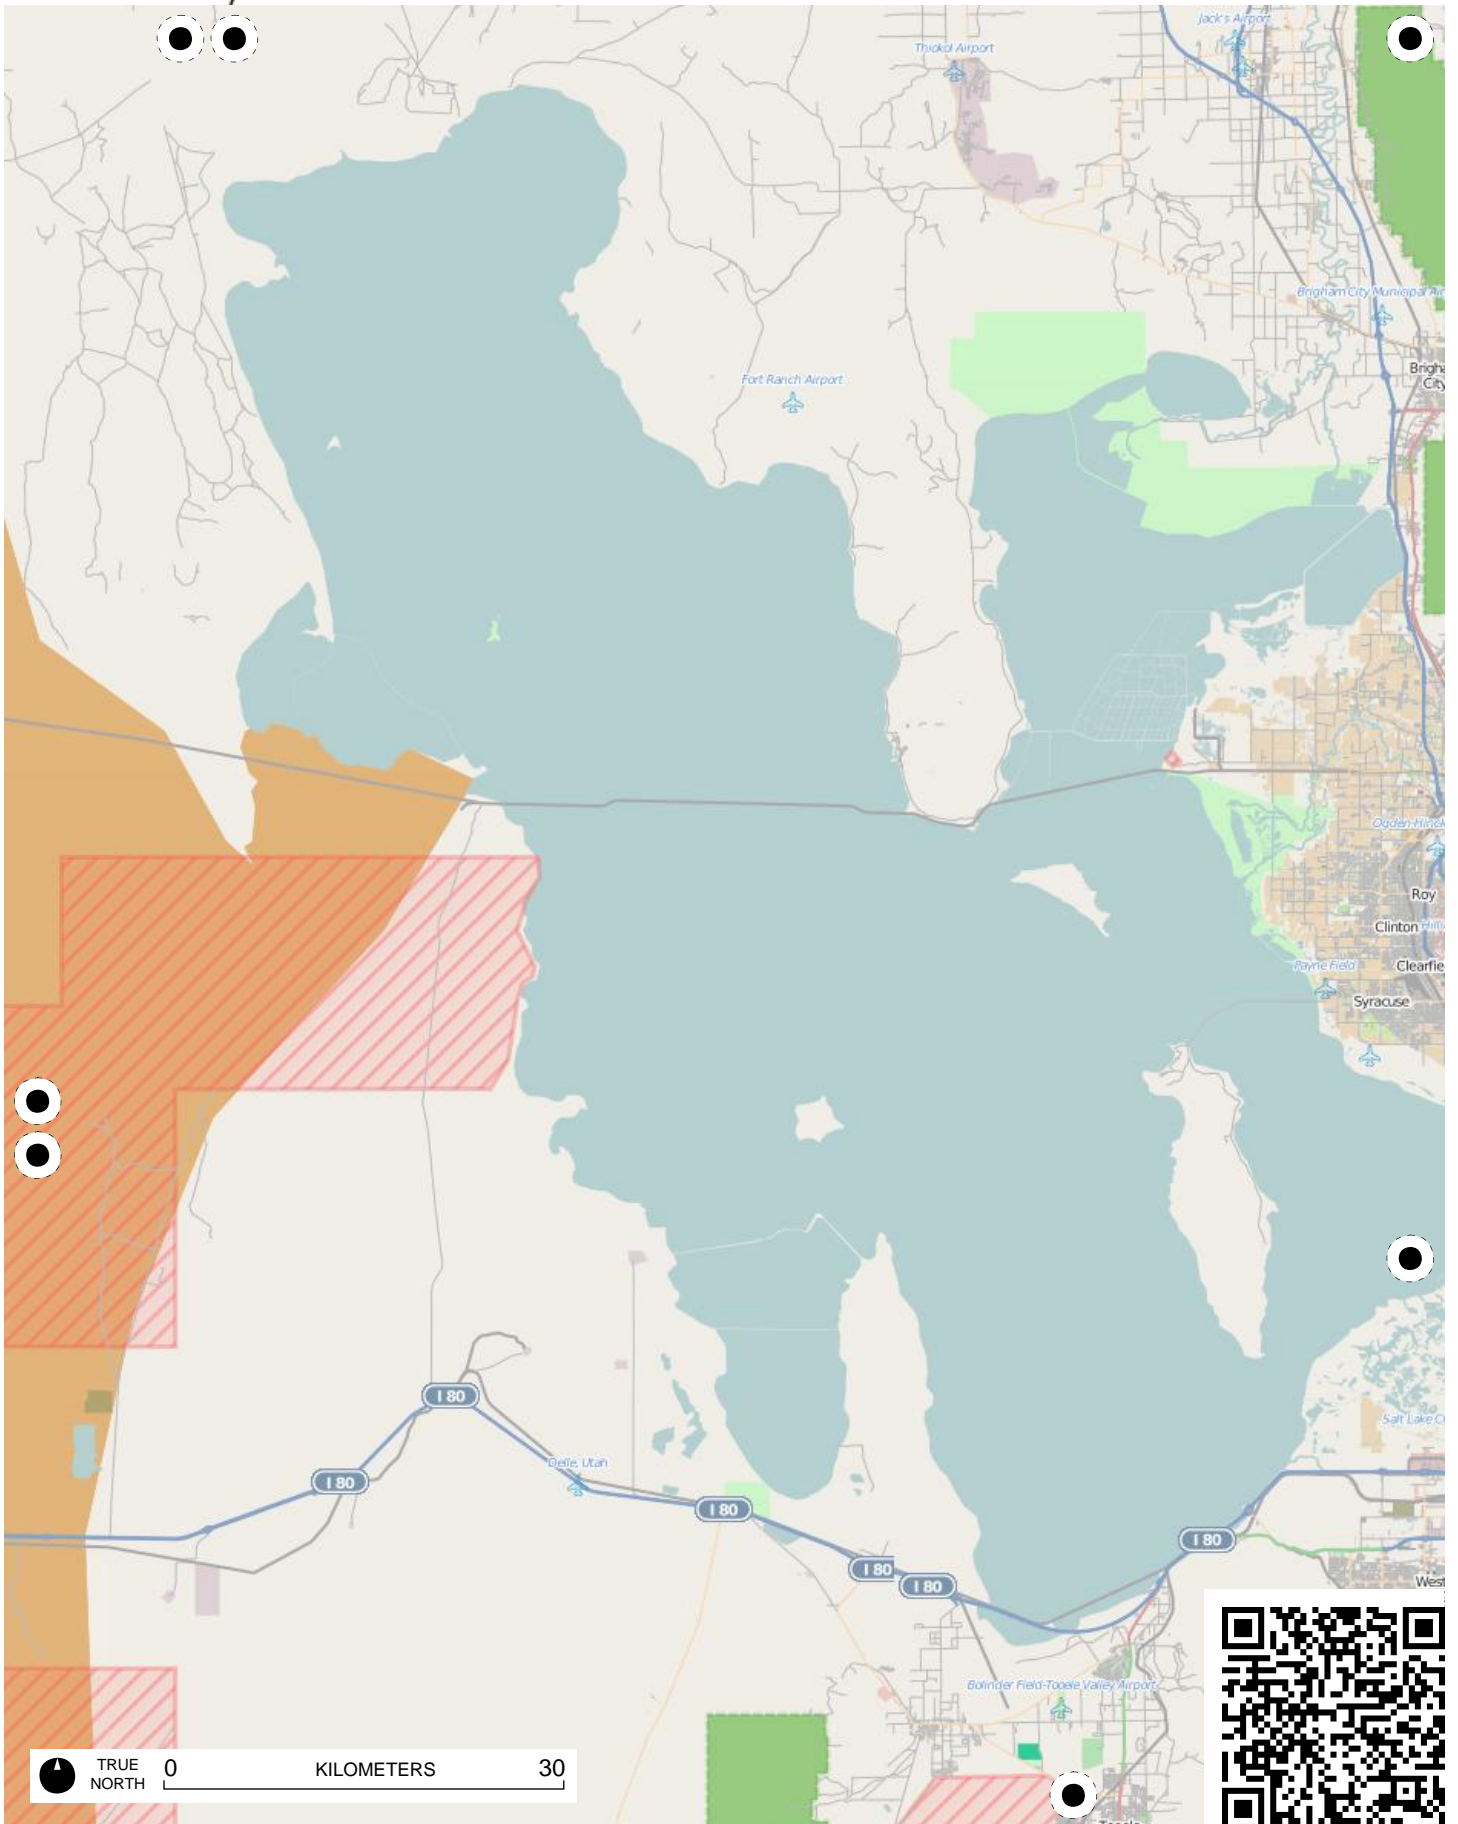 Jack's Airport
Thiokol Airport
Brigham City Municipal Air
Brigha
City
Fort Ranch Airport
Ogden-Hinck
Roy
Clinton
Hill
Payne Field
Clearfie
Syracuse
Salt Lake C
I 80
Delle, Utah
I 80
I 80
I 80
I 80
I 80
West
Bolinder Field-Tooele Valley Airport
TRUE
NORTH
0
KILOMETERS
30